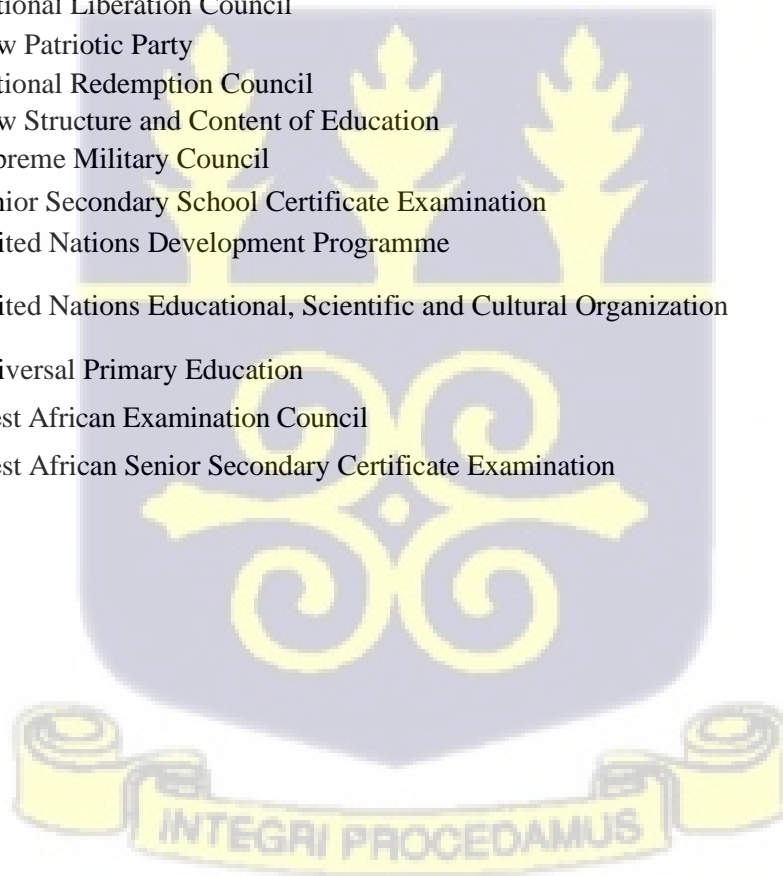 tional Liberation Council
w Patriotic Party
tional Redemption Council
w Structure and Content of Education
preme Military Council
nior Secondary School Certificate Examination
ited Nations Development Programme
ited Nations Educational, Scientific and Cultural Organization
iversal Primary Education
est African Examination Council
est African Senior Secondary Certificate Examination
INTEGRI PROCEDAMUS